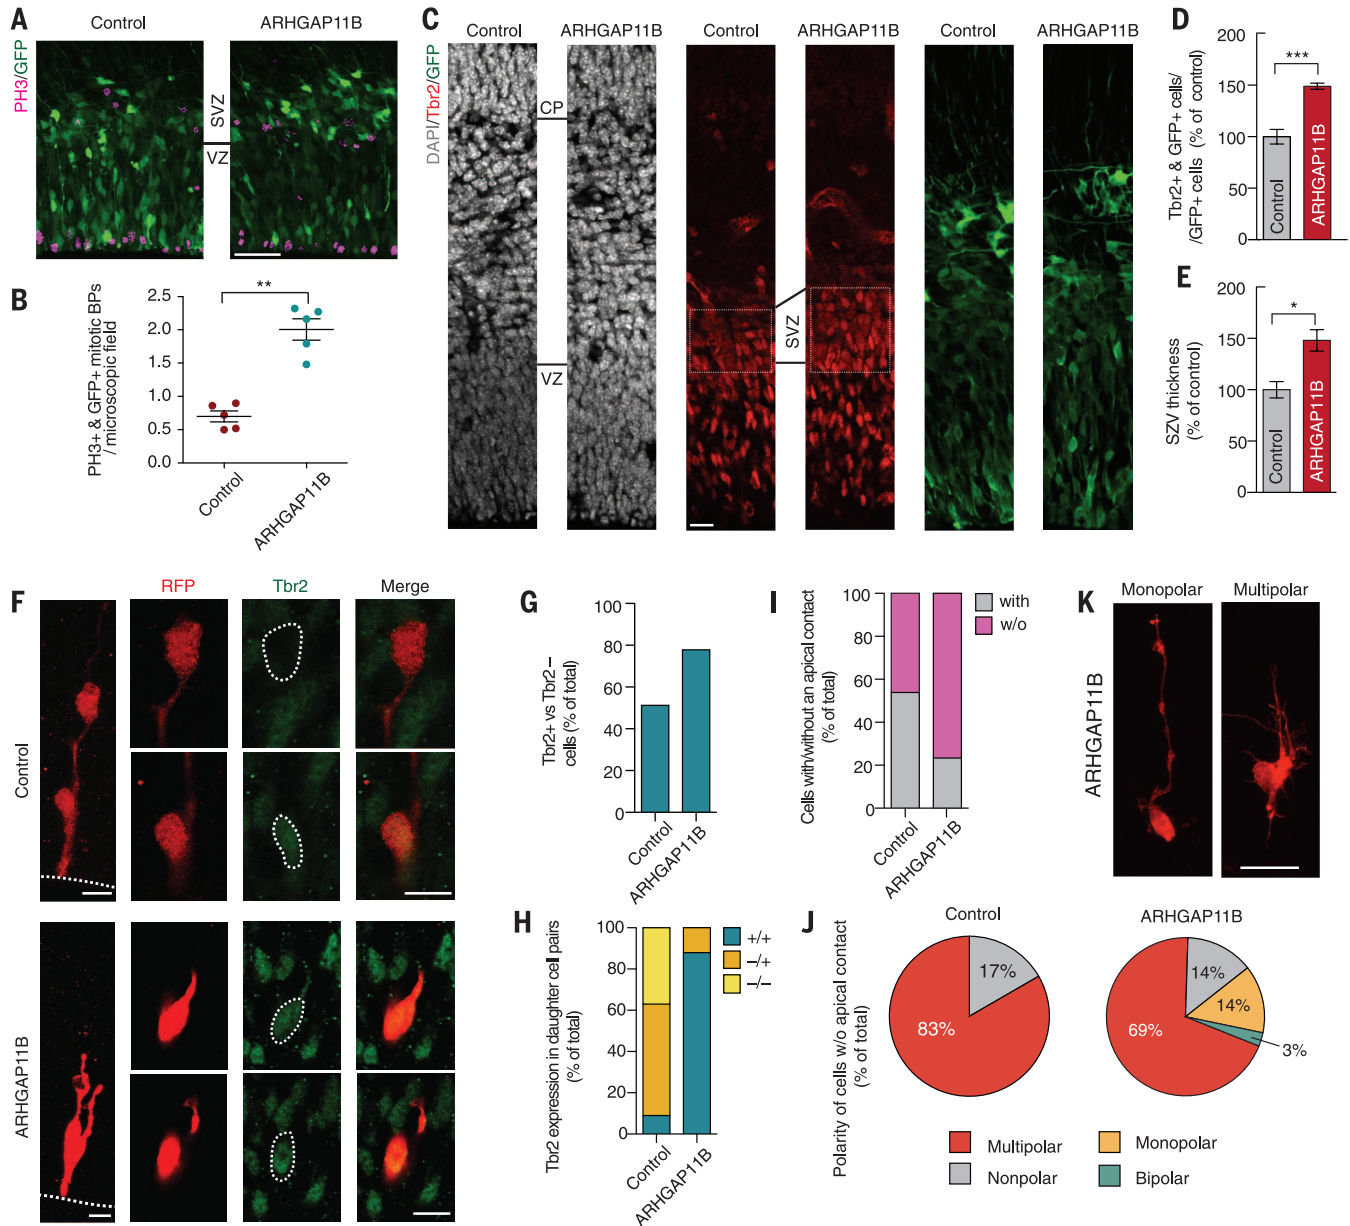 A
Control
ARHGAP11B
PH3/GFP
SVZ
VZ
B
PH3+ & GFP+ mitotic BPs
/ microscopic field
2.5
2.0
1.5
1.0
0.5
0.0
**
Control
ARHGAP11B
C
Control
ARHGAP11B
Control
ARHGAP11B
Control
ARHGAP11B
DAPI/Tbr2/GFP
CP
VZ
SVZ
D
Tbr2+ & GFP+ cells/
/GFP+ cells (% of control)
200
150
100
50
0
***
Control
ARHGAP11B
E
SZV thickness
(% of control)
200
150
100
50
0
*
Control
ARHGAP11B
F
RFP
Tbr2
Merge
Control
ARHGAP11B
G
Tbr2+ vs Tbr2–
cells (% of total)
100
80
60
40
20
0
Control
ARHGAP11B
H
Tbr2 expression in daughter cell pairs
(% of total)
100
80
60
40
20
0
+/+
–/+
–/–
Control
ARHGAP11B
I
Cells with/without an apical contact
(% of total)
100
80
60
40
20
0
with
w/o
Control
ARHGAP11B
K
Monopolar
Multipolar
ARHGAP11B
J
Polarity of cells w/o apical contact
(% of total)
Control
17%
83%
ARHGAP11B
14%
14%
69%
3%
Multipolar
Monopolar
Nonpolar
Bipolar